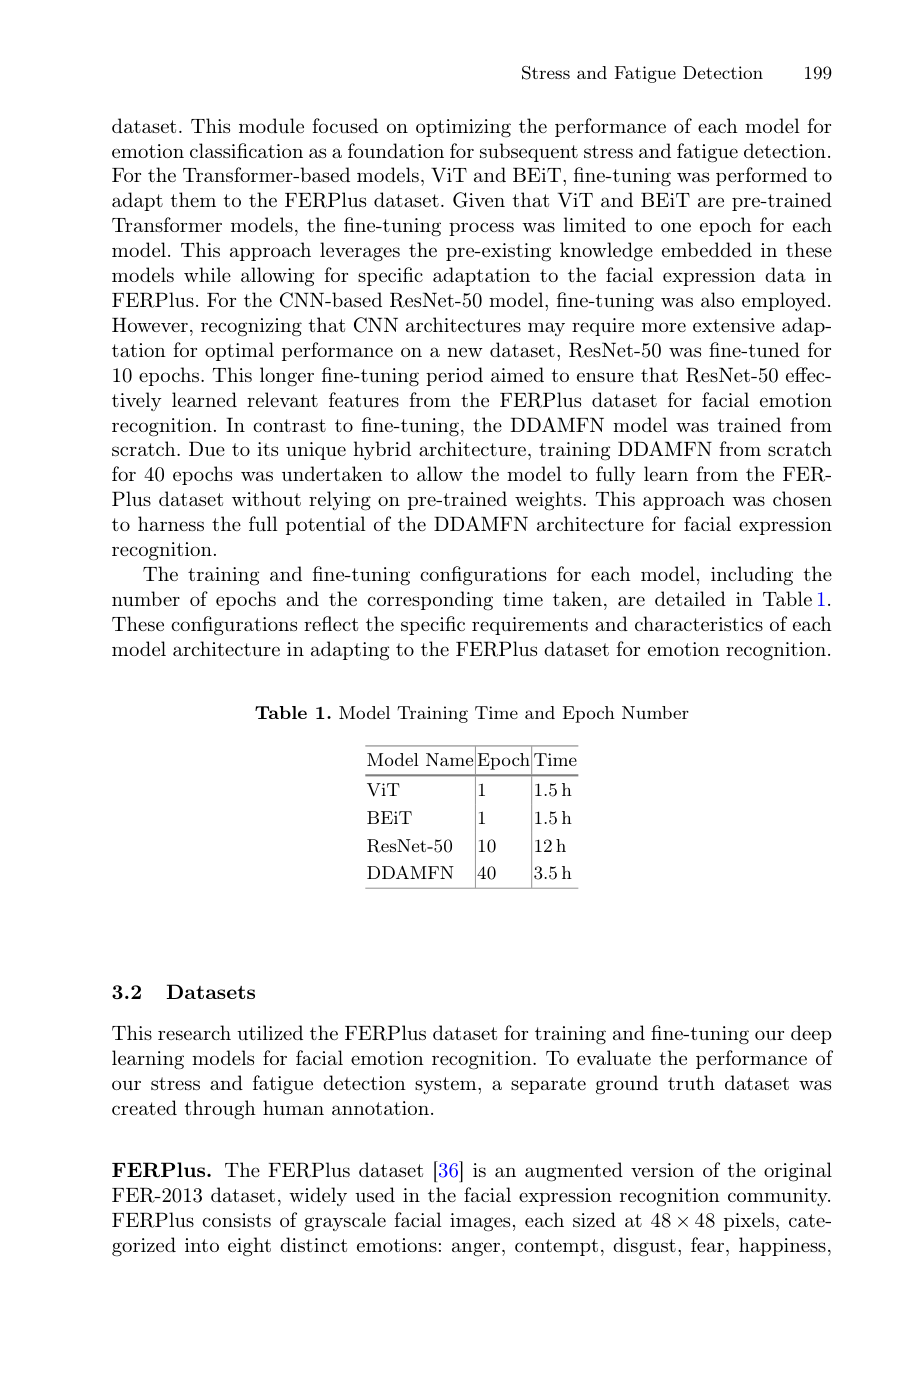 Stress and Fatigue Detection 199
dataset. This module focused on optimizing the performance of each model for
emotion classification as a foundation for subsequent stress and fatigue detection.
For the Transformer-based models, ViT and BEiT, fine-tuning was performed to
adapt them to the FERPlus dataset. Given that ViT and BEiT are pre-trained
Transformer models, the fine-tuning process was limited to one epoch for each
model. This approach leverages the pre-existing knowledge embedded in these
models while allowing for specific adaptation to the facial expression data in
FERPlus. For the CNN-based ResNet-50 model, fine-tuning was also employed.
However, recognizing that CNN architectures may require more extensive adap-
tation for optimal performance on a new dataset, ResNet-50 was fine-tuned for
10 epochs. This longer fine-tuning period aimed to ensure that ResNet-50 effec-
tively learned relevant features from the FERPlus dataset for facial emotion
recognition. In contrast to fine-tuning, the DDAMFN model was trained from
scratch. Due to its unique hybrid architecture, training DDAMFN from scratch
for 40 epochs was undertaken to allow the model to fully learn from the FER-
Plus dataset without relying on pre-trained weights. This approach was chosen
to harness the full potential of the DDAMFN architecture for facial expression
recognition.
The training and fine-tuning configurations for each model, including the
number of epochs and the corresponding time taken, are detailed in Table 1.
These configurations reflect the specific requirements and characteristics of each
model architecture in adapting to the FERPlus dataset for emotion recognition.
Table 1. Model Training Time and Epoch Number
Model Name Epoch Time
ViT 1 1.5 h
BEiT 1 1.5 h
ResNet-50 10 12 h
DDAMFN 40 3.5 h
3.2 Datasets
This research utilized the FERPlus dataset for training and fine-tuning our deep
learning models for facial emotion recognition. To evaluate the performance of
our stress and fatigue detection system, a separate ground truth dataset was
created through human annotation.
FERPlus. The FERPlus dataset [36] is an augmented version of the original
FER-2013 dataset, widely used in the facial expression recognition community.
FERPlus consists of grayscale facial images, each sized at 48 × 48 pixels, cate-
gorized into eight distinct emotions: anger, contempt, disgust, fear, happiness,